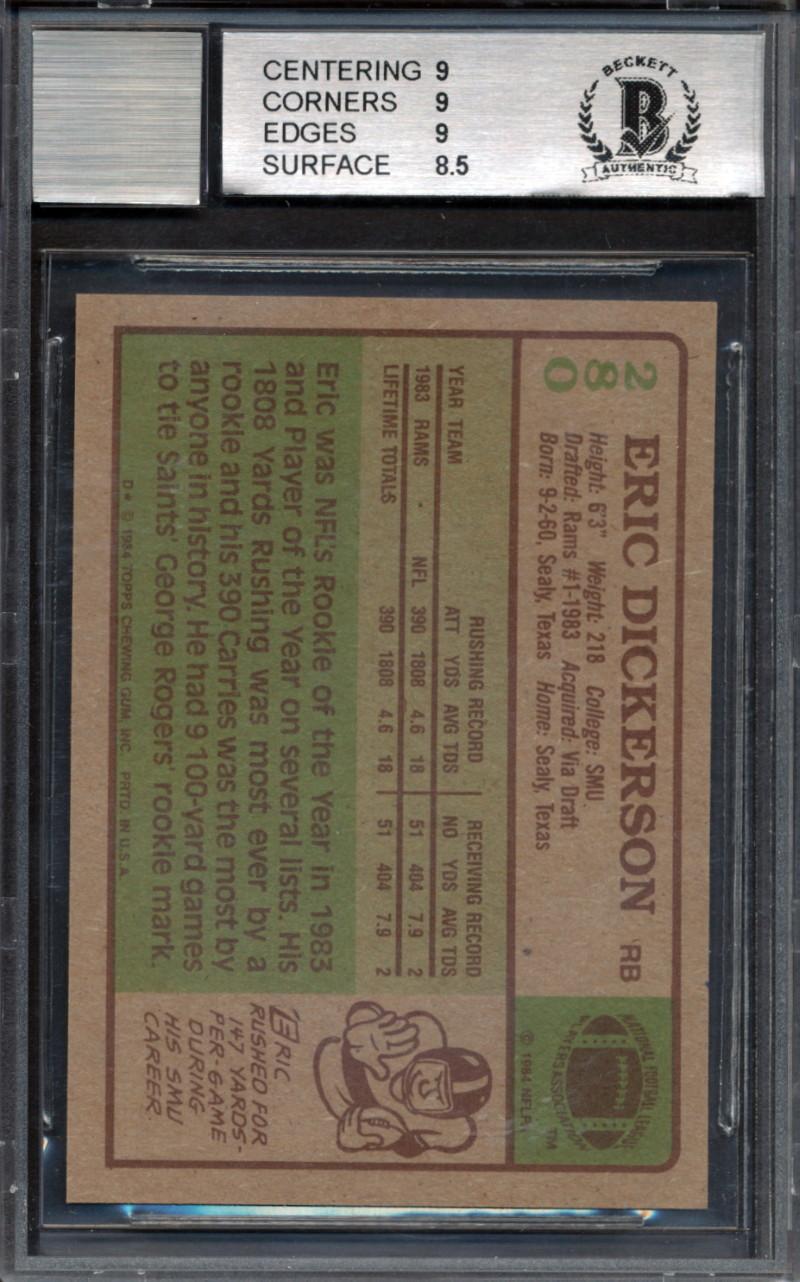 CENTERING 9
CORNERS 9
EDGES 9
SURFACE 8.5
BECKETT
B
AUTHENTIC
280
ERIC DICKERSON RB
Height: 6'3" Weight: 218 College: SMU
Drafted: Rams #1-1983 Acquired: Via Draft
Born: 9-2-60, Sealy, Texas Home: Sealy, Texas
NATIONAL FOOTBALL LEAGUE
PLAYERS ASSOCIATION
TM
© 1984 NFLPA
RUSHING RECORD RECEIVING RECORD
YEAR TEAM ATT YDS AVG TDS NO YDS AVG TDS
1983 RAMS - NFL 390 1808 4.6 18 51 404 7.9 2
LIFETIME TOTALS 390 1808 4.6 18 51 404 7.9 2
Eric was NFL's Rookie of the Year in 1983
and Player of the Year on several lists. His
1808 Yards Rushing was most ever by a
rookie and his 390 Carries was the most by
anyone in history. He had 9 100-yard games
to tie Saints' George Rogers' rookie mark.
D* © 1984 TOPPS CHEWING GUM, INC. PRTD. IN U.S.A.
ERIC
RUSHED FOR
147 YARDS-
PER-GAME
DURING
HIS SMU
CAREER.